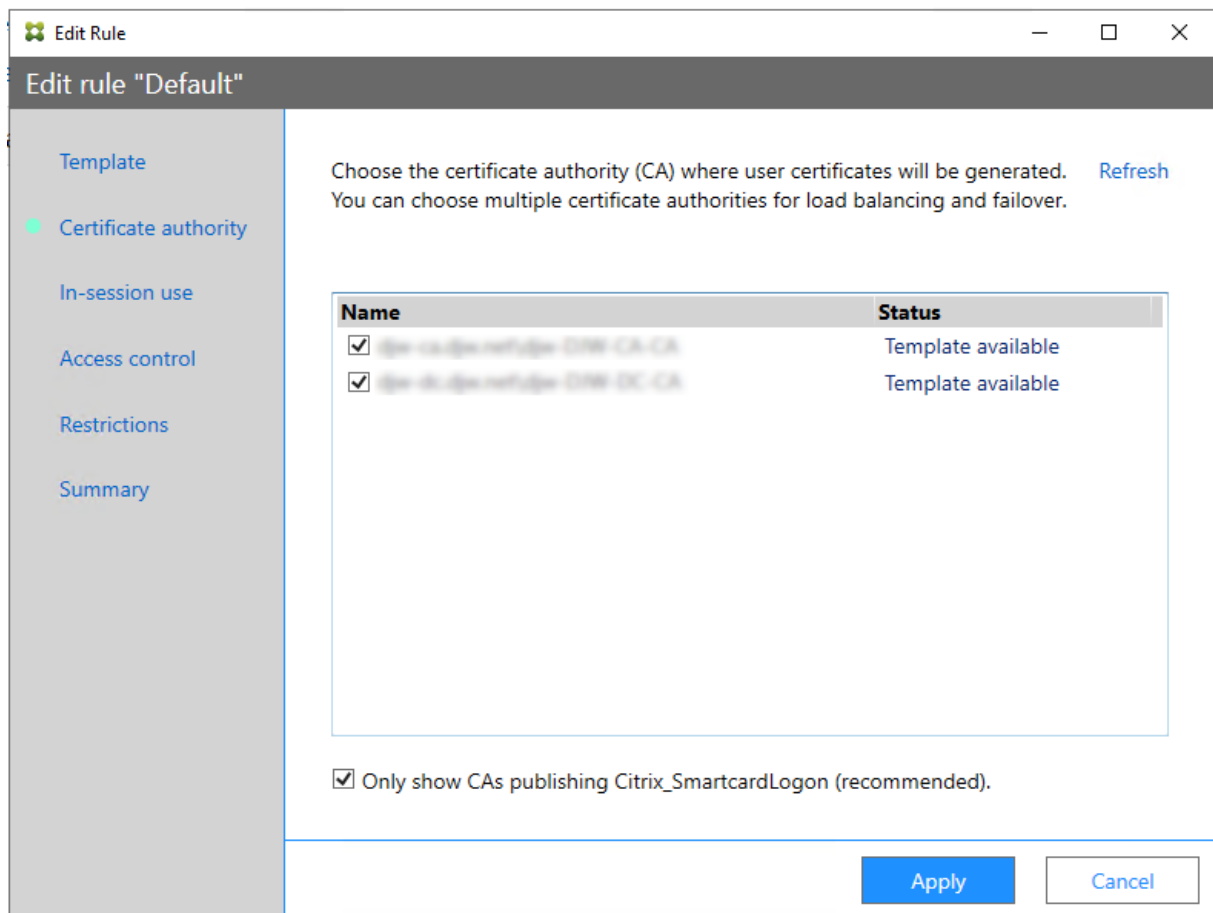 Edit Rule
Edit rule "Default"
Template
Certificate authority
In-session use
Access control
Restrictions
Summary
Choose the certificate authority (CA) where user certificates will be generated.
Refresh
You can choose multiple certificate authorities for load balancing and failover.
Name Status
Template available
Template available
Only show CAs publishing Citrix_SmartcardLogon (recommended).
Apply Cancel